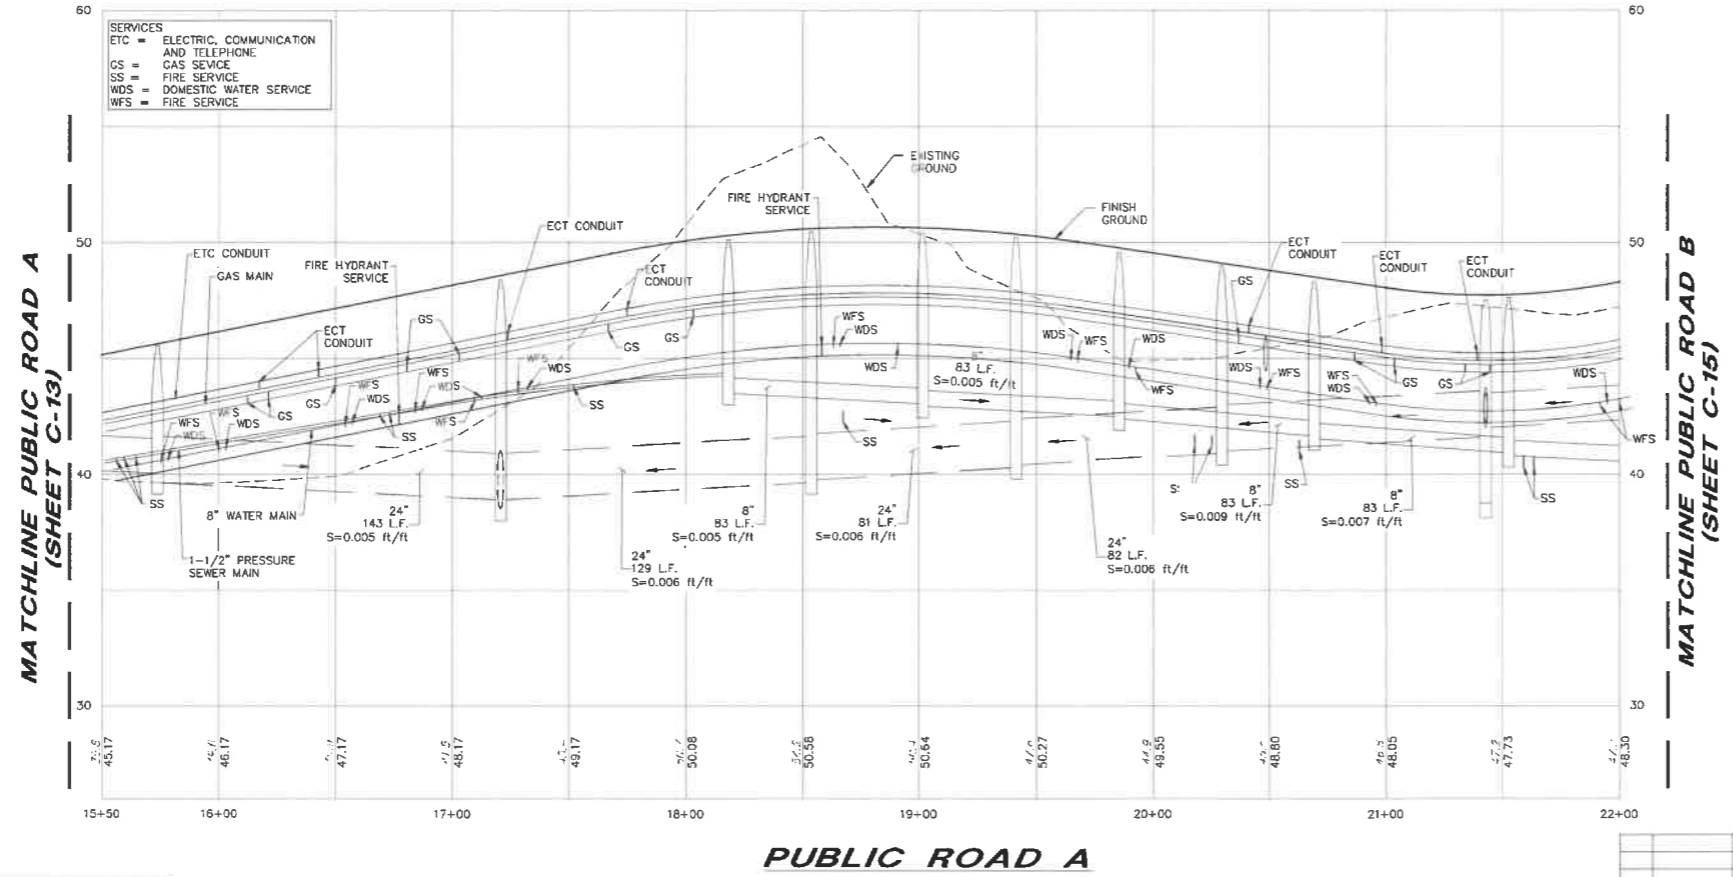 60
60
SERVICES
ETC = ELECTRIC, COMMUNICATION
AND TELEPHONE
GS = GAS SEVICE
SS = FIRE SERVICE
WDS = DOMESTIC WATER SERVICE
WFS = FIRE SERVICE
EXISTING
GROUND
FIRE HYDRANT
SERVICE
FINISH
GROUND
ECT CONDUIT
50
50
ETC CONDUIT
GAS MAIN
FIRE HYDRANT
SERVICE
ECT
CONDUIT
ECT
CONDUIT
ECT
CONDUIT
ECT
CONDUIT
GS
GS
ECT
CONDUIT
GS
GS
WFS
WDS
WDS
WFS
WDS
WFS
WDS
WFS
WDS
8"
83 L.F.
S=0.005 ft/ft
WDS
WFS
WFS
WDS
GS
GS
WDS
WFS
WDS
WFS
WDS
GS
GS
SS
WFS
WFS
WDS
WFS
WDS
WFS
WDS
SS
SS
WFS
40
40
SS
SS
SS
8" WATER MAIN
24"
143 L.F.
S=0.005 ft/ft
8"
83 L.F.
S=0.005 ft/ft
24"
81 L.F.
S=0.006 ft/ft
8"
83 L.F.
S=0.009 ft/ft
8"
83 L.F.
S=0.007 ft/ft
1-1/2" PRESSURE
SEWER MAIN
24"
129 L.F.
S=0.006 ft/ft
24"
82 L.F.
S=0.006 ft/ft
MATCHLINE PUBLIC ROAD A
(SHEET C-13)
MATCHLINE PUBLIC ROAD B
(SHEET C-15)
30
30
45.17
46.17
47.17
48.17
49.17
50.08
50.58
50.64
50.27
49.55
48.80
48.05
47.73
48.30
15+50
16+00
17+00
18+00
19+00
20+00
21+00
22+00
PUBLIC ROAD A